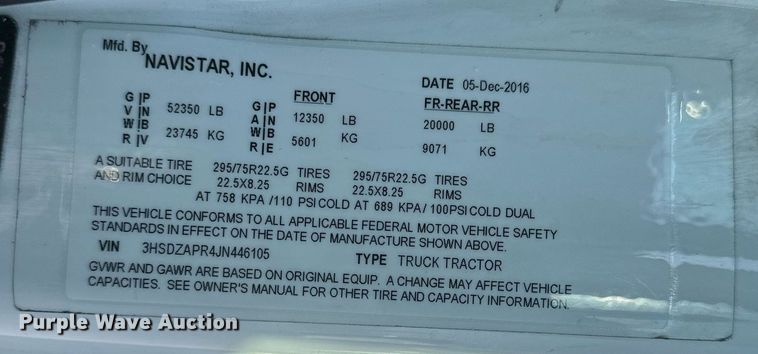 Mfd. By NAVISTAR, INC.
DATE 05-Dec-2016
FRONT FR-REAR-RR
G|P 52350 LB G|P 12350 LB 20000 LB
V|N A|N
W|B 23745 KG W|B 5601 KG 9071 KG
R|V R|E
A SUITABLE TIRE 295/75R22.5G TIRES 295/75R22.5G TIRES
AND RIM CHOICE 22.5X8.25 RIMS 22.5X8.25 RIMS
AT 758 KPA /110 PSI COLD AT 689 KPA/ 100PSI COLD DUAL
THIS VEHICLE CONFORMS TO ALL APPLICABLE FEDERAL MOTOR VEHICLE SAFETY
STANDARDS IN EFFECT ON THE DATE OF MANUFACTURE SHOWN ABOVE.
VIN 3HSDZAPR4JN446105 TYPE TRUCK TRACTOR
GVWR AND GAWR ARE BASED ON ORIGINAL EQUIP. A CHANGE MAY AFFECT VEHICLE
CAPACITIES. SEE OWNER'S MANUAL FOR OTHER TIRE AND CAPACITY INFORMATION.
Purple Wave Auction